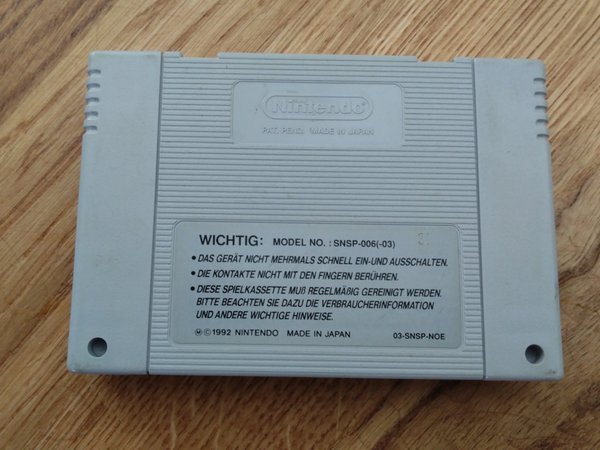 Nintendo
PAT. PEND. MADE IN JAPAN
WICHTIG: MODEL NO. : SNSP-006(-03)
• DAS GERÄT NICHT MEHRMALS SCHNELL EIN-UND AUSSCHALTEN.
• DIE KONTAKTE NICHT MIT DEN FINGERN BERÜHREN.
• DIESE SPIELKASSETTE MUß REGELMÄßIG GEREINIGT WERDEN.
BITTE BEACHTEN SIE DAZU DIE VERBRAUCHERINFORMATION
UND ANDERE WICHTIGE HINWEISE.
Ⓜ©1992 NINTENDO MADE IN JAPAN 03-SNSP-NOE